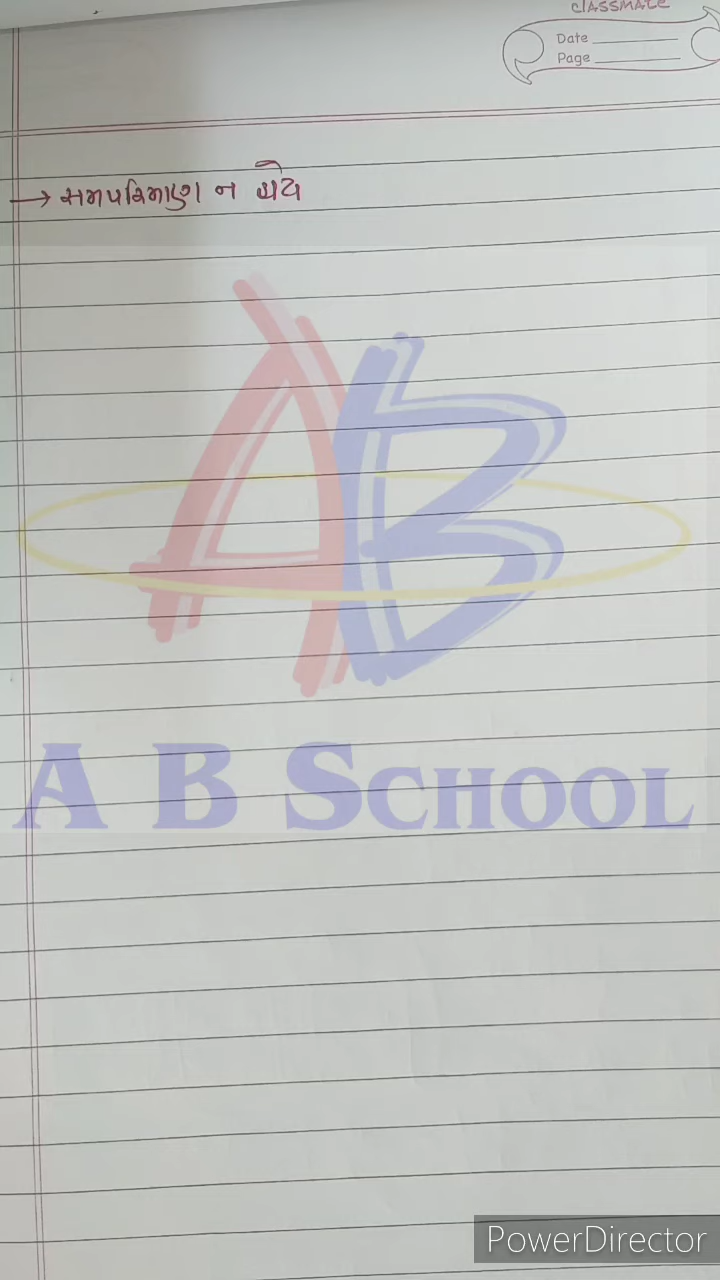 classmate
Date
Page
→ સમપરિમાણ ન થેય
A B SCHOOL
PowerDirector